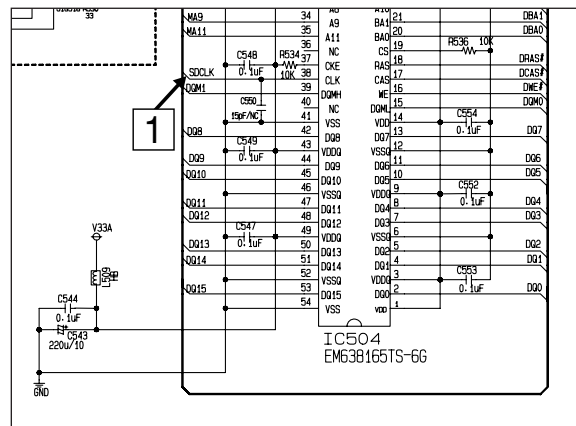 33
MA9 34 A9 BA1 21 DBA1
MA11 35 A11 BA0 20 DBA0
36 NC CS 19 R536 10K
C548 0.1uF R534 10K 37 CKE RAS 18 DRAS#
SDCLK 38 CLK CAS 17 DCAS#
DQM1 39 DQMH WE 16 DWE#
1
C550 15pF/NC 40 NC DQML 15 DQM0
41 VSS VDD 14 C554 0.1uF
DQ8 42 DQ8 DQ7 13 DQ7
C549 0.1uF 43 VDDQ VSSQ 12
DQ9 44 DQ9 DQ6 11 DQ6
DQ10 45 DQ10 DQ5 10 DQ5
46 VSSQ VDDQ 9 C552 0.1uF
DQ11 47 DQ11 DQ4 8 DQ4
DQ12 48 DQ12 DQ3 7 DQ3
C547 0.1uF 49 VDDQ VSSQ 6
DQ13 50 DQ13 DQ2 5 DQ2
DQ14 51 DQ14 DQ1 4 DQ1
52 VSSQ VDDQ 3 C553 0.1uF
DQ15 53 DQ15 DQ0 2 DQ0
54 VSS VDD 1
V33A
L509
HB
C544
0.1uF
C543
220u/10
GND
IC504
EM638165TS-6G